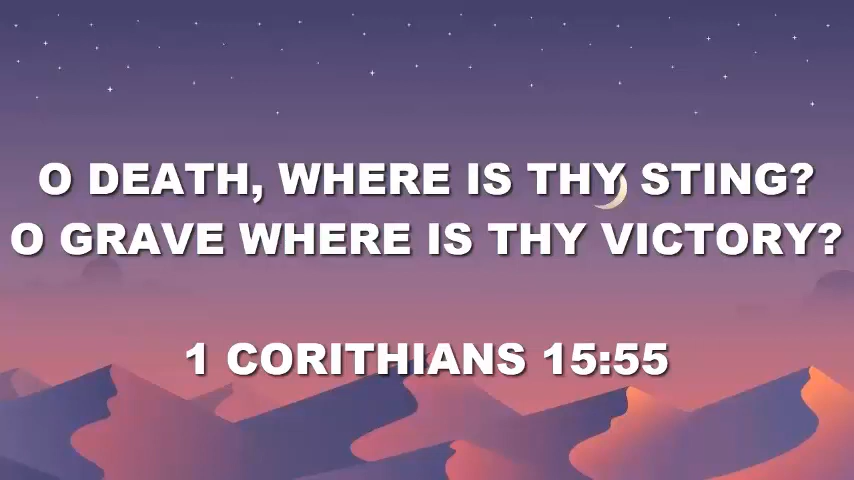 O DEATH, WHERE IS THY STING?
O GRAVE WHERE IS THY VICTORY?
1 CORITHIANS 15:55